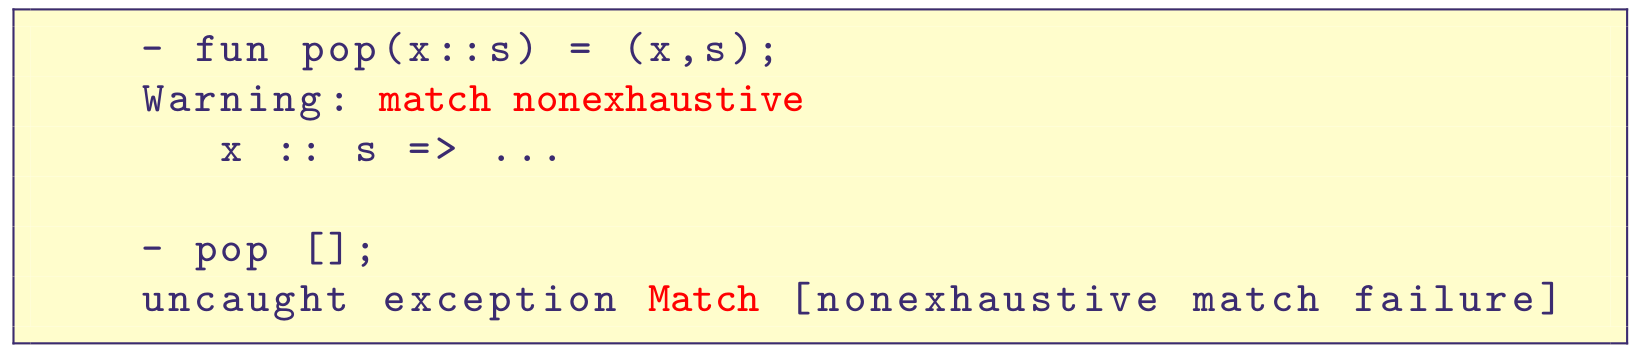 - fun pop(x::s) = (x,s);
Warning: match nonexhaustive
x :: s => ...
- pop [];
uncaught exception Match [nonexhaustive match failure]